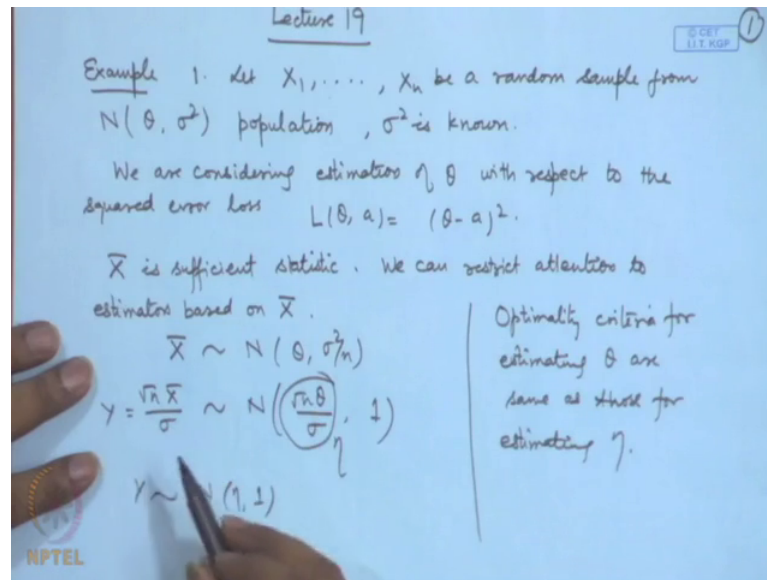 Lecture 19
© CET
I.I.T. KGP
1
Example 1. Let X₁, ...., Xₙ be a random sample from
N(θ, σ²) population, σ² is known.
We are considering estimation of θ with respect to the
squared error loss L(θ, a) = (θ - a)².
X̄ is sufficient statistic. We can restrict attention to
estimators based on X̄.
X̄ ~ N(θ, σ²/n)
Y = √n X̄/σ ~ N(√n θ/σ, 1)
η
Y ~ N(η, 1)
Optimality criteria for
estimating θ are
same as those for
estimating η.
NPTEL